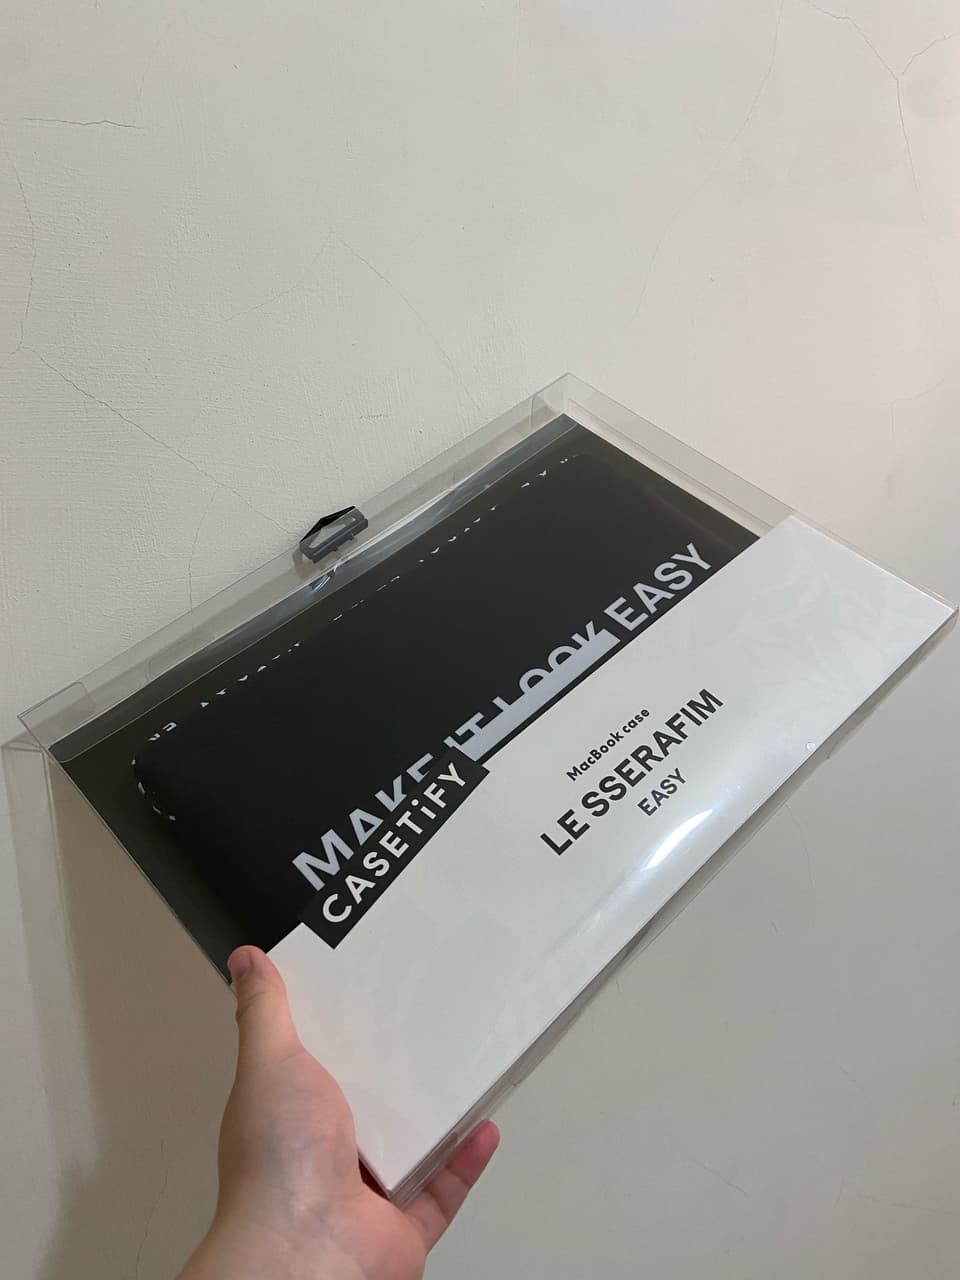 MAKE IT LOOK EASY
CASETiFY
MacBook case
LE SSERAFIM
EASY